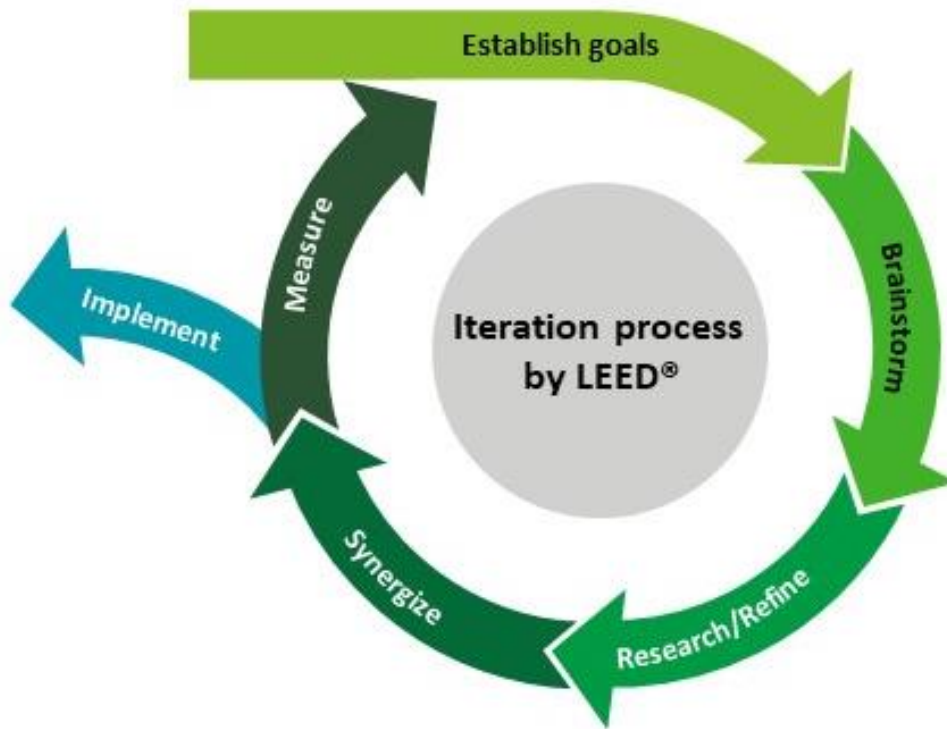 Establish goals
Brainstorm
Research/Refine
Synergize
Measure
Implement
Iteration process
by LEED®